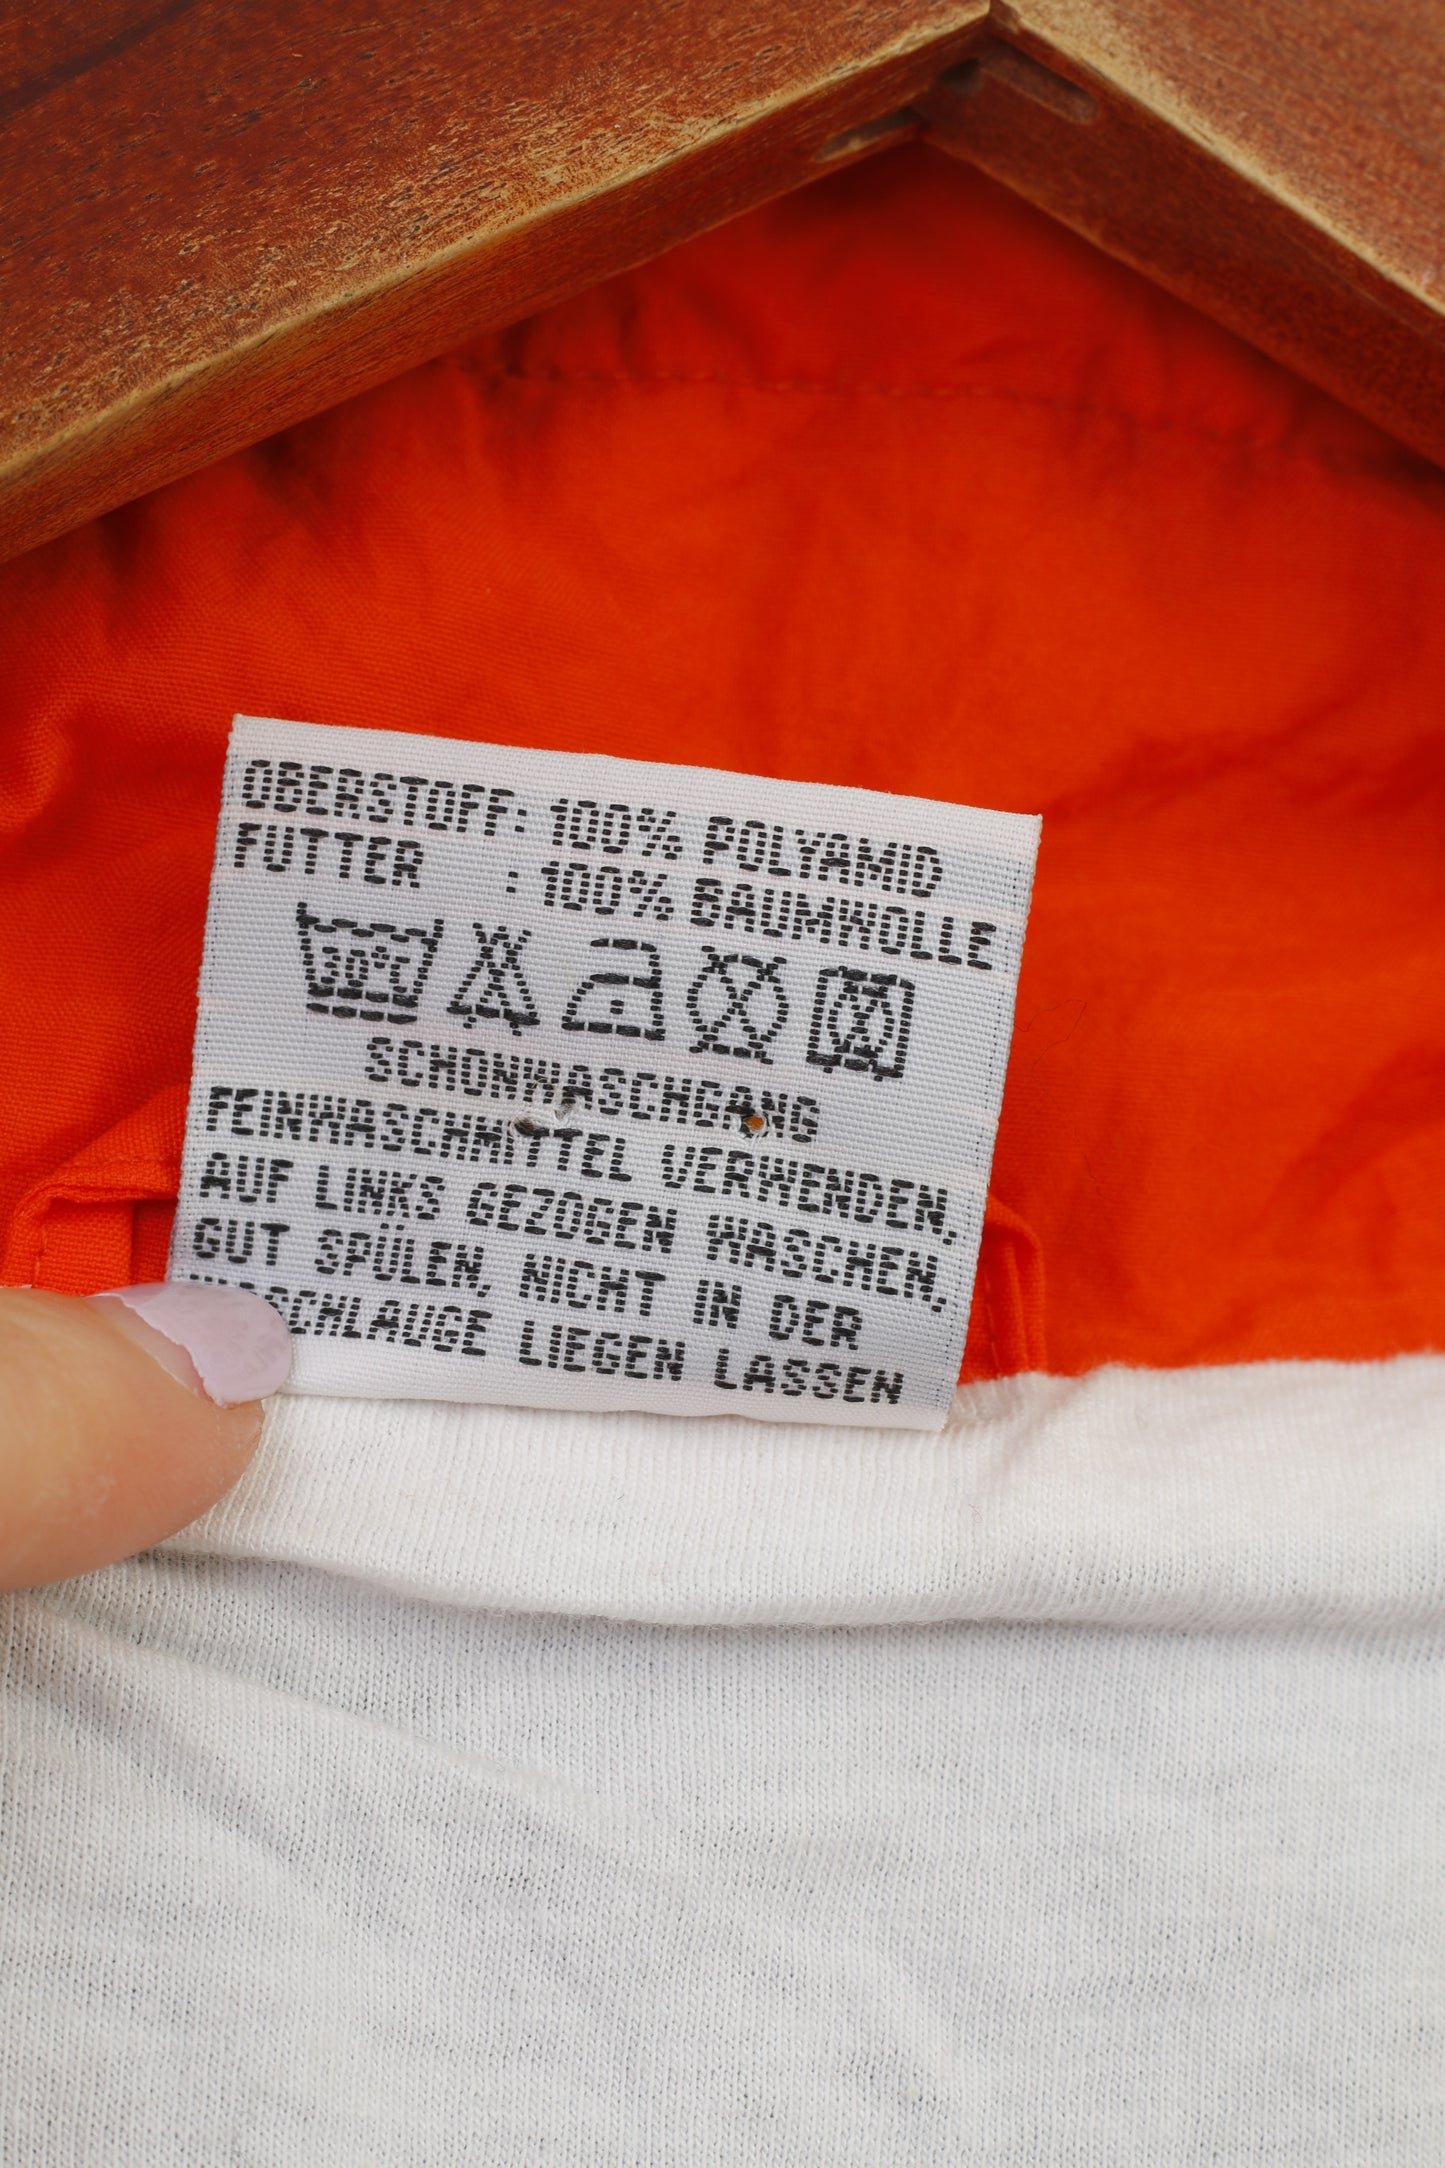 OBERSTOFF: 100% POLYAMID
FUTTER : 100% BAUMWOLLE
30°C
SCHONWASCHGANG
FEINWASCHMITTEL VERWENDEN,
AUF LINKS GEZOGEN WASCHEN,
GUT SPÜLEN, NICHT IN DER
LIEGEN LASSEN